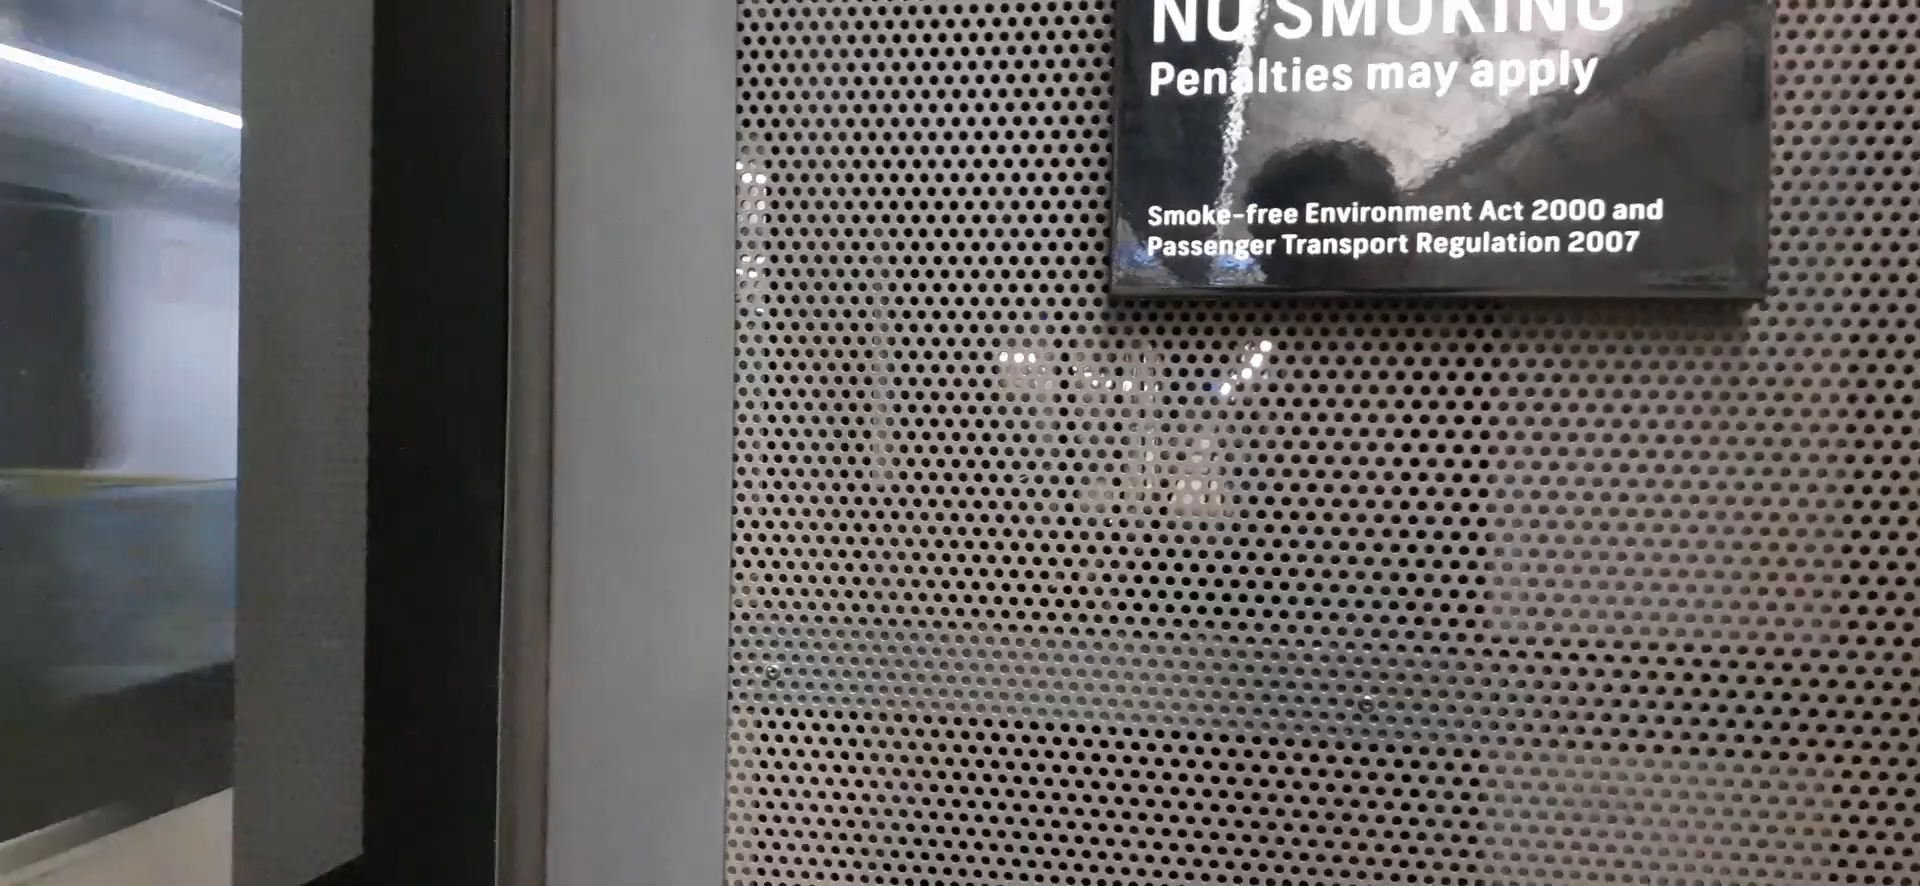 NO SMOKING
Penalties may apply
Smoke-free Environment Act 2000 and
Passenger Transport Regulation 2007